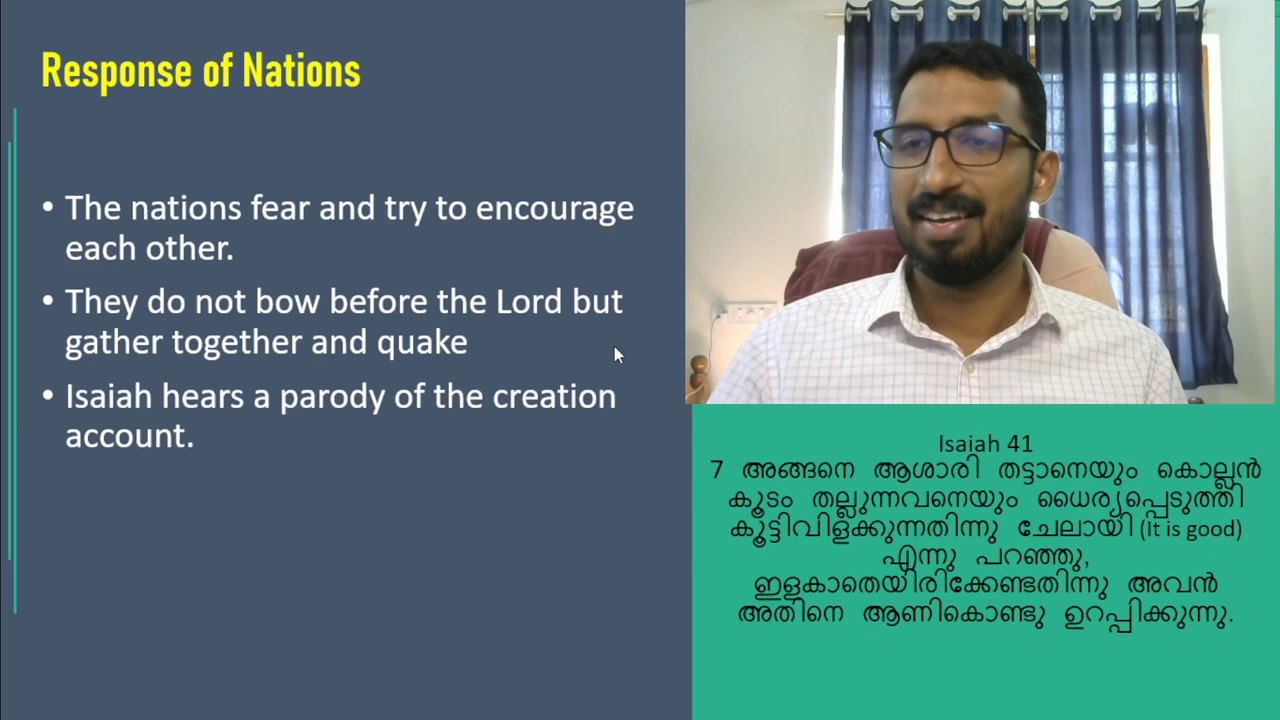 Response of Nations
• The nations fear and try to encourage
each other.
• They do not bow before the Lord but
gather together and quake
• Isaiah hears a parody of the creation
account.
Isaiah 41
7 അങ്ങനെ ആശാരി തട്ടാനെയും കൊല്ലൻ
കൂടം തല്ലുന്നവനെയും ധൈര്യപ്പെടുത്തി
കൂട്ടിവിളക്കുന്നതിന്നു ചേലായി (It is good)
എന്നു പറഞ്ഞു,
ഇളകാതെയിരിക്കേണ്ടതിന്നു അവൻ
അതിനെ ആണികൊണ്ടു ഉറപ്പിക്കുന്നു.